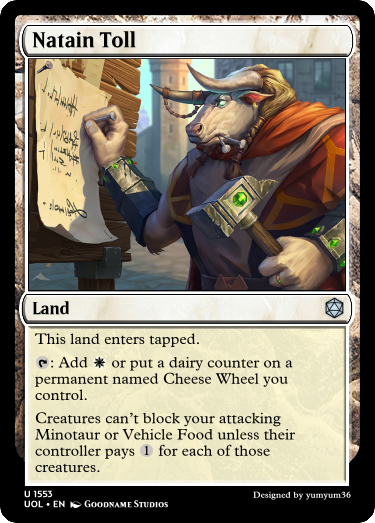 Natain Toll
Land
This land enters tapped.
: Add or put a dairy counter on a
permanent named Cheese Wheel you
control.
Creatures can't block your attacking
Minotaur or Vehicle Food unless their
controller pays 1 for each of those
creatures.
U 1553
Designed by yumyum36
UOL • EN Goodname Studios